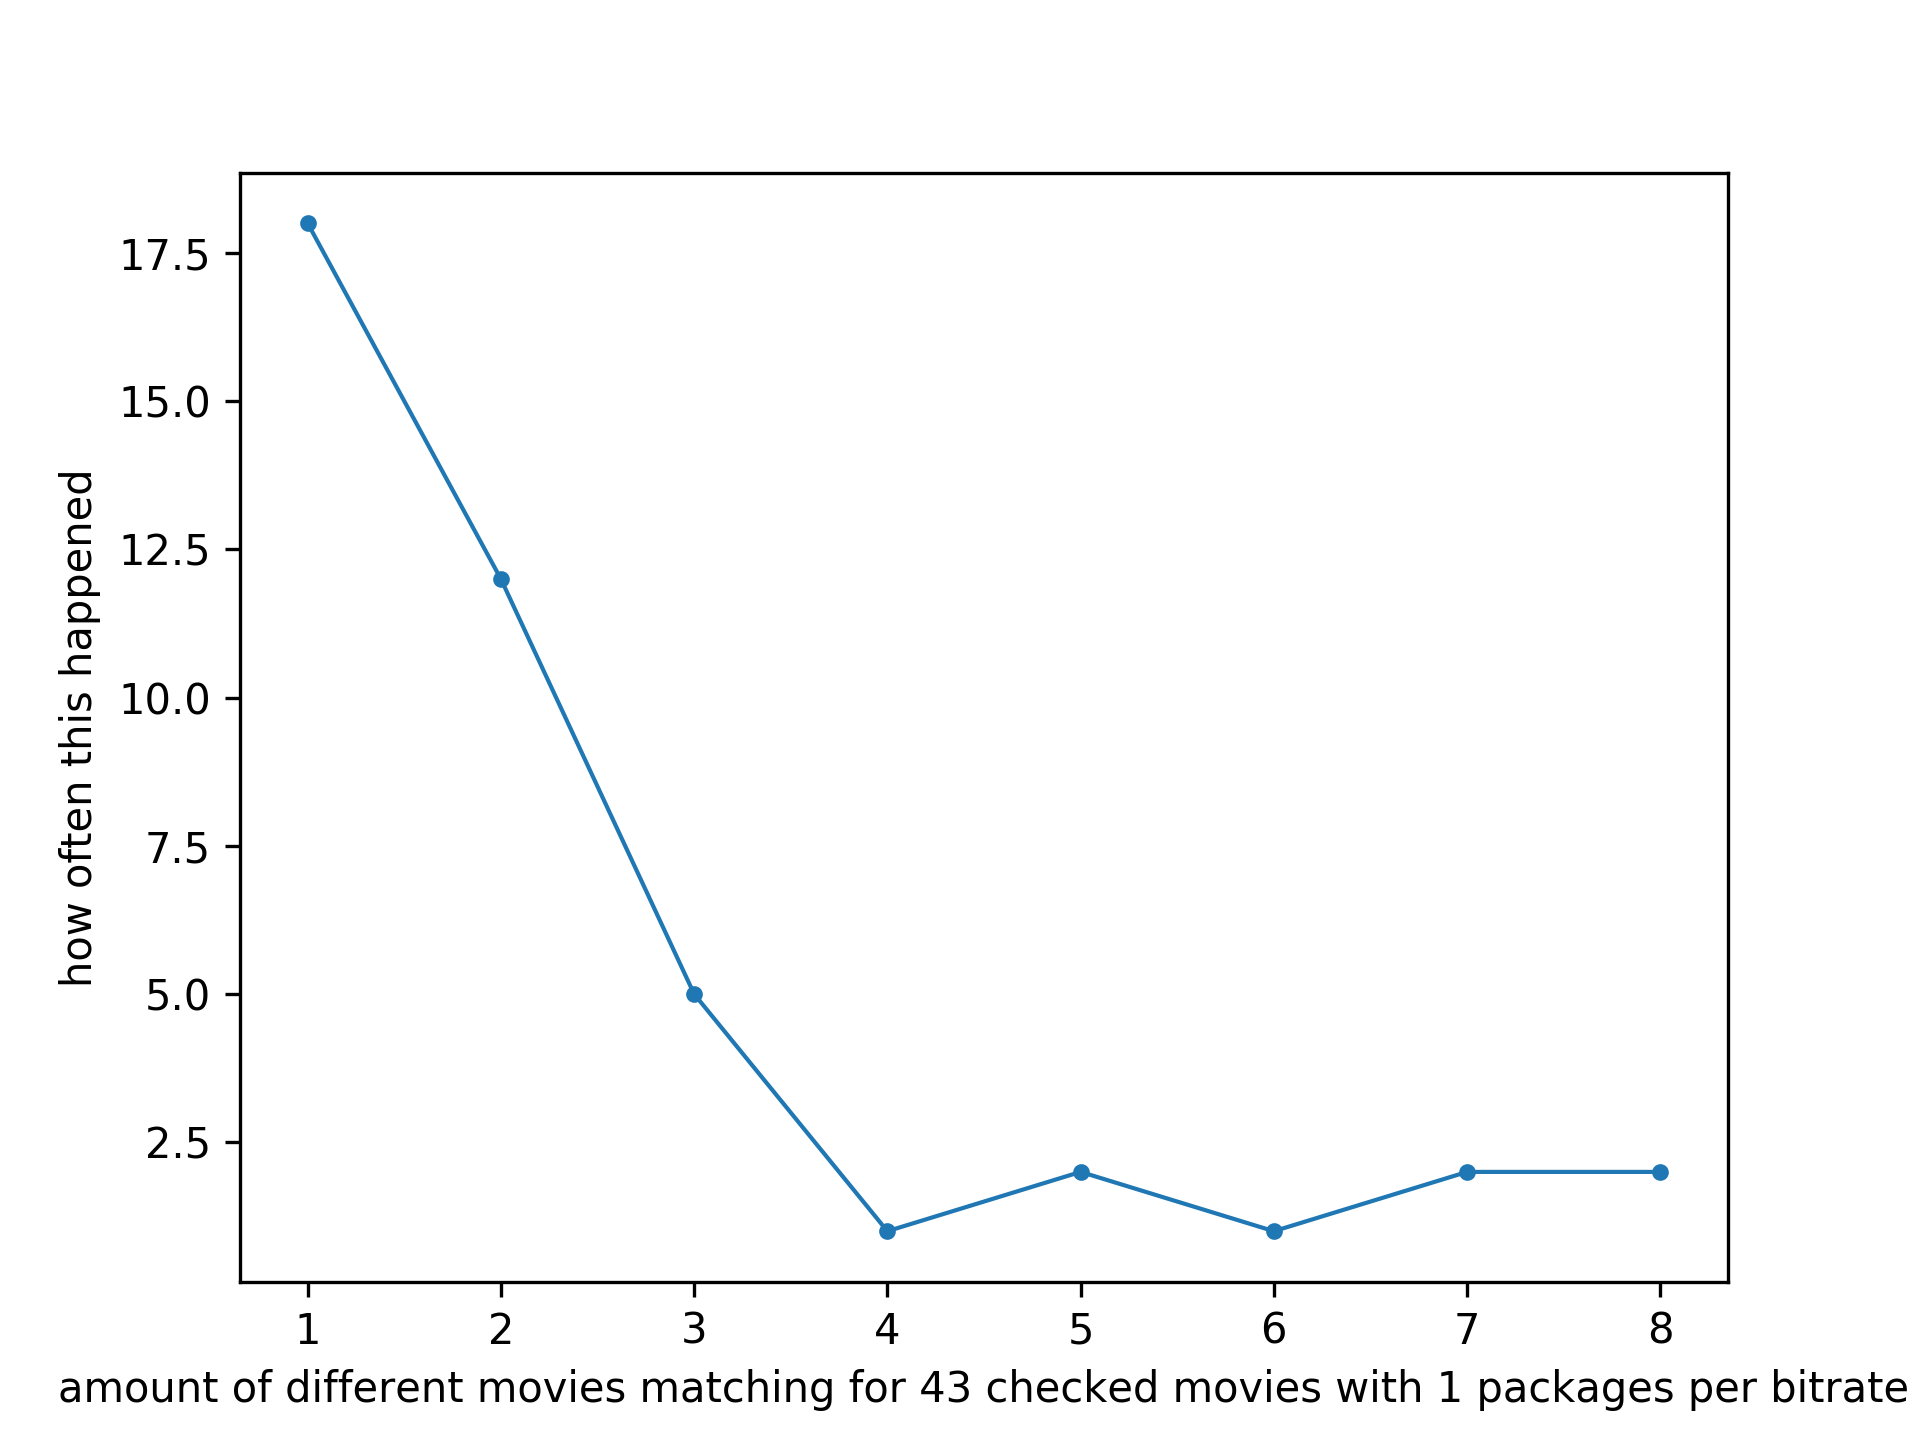 17.5
15.0
12.5
10.0
7.5
5.0
2.5
how often this happened
1 2 3 4 5 6 7 8
amount of different movies matching for 43 checked movies with 1 packages per bitrate